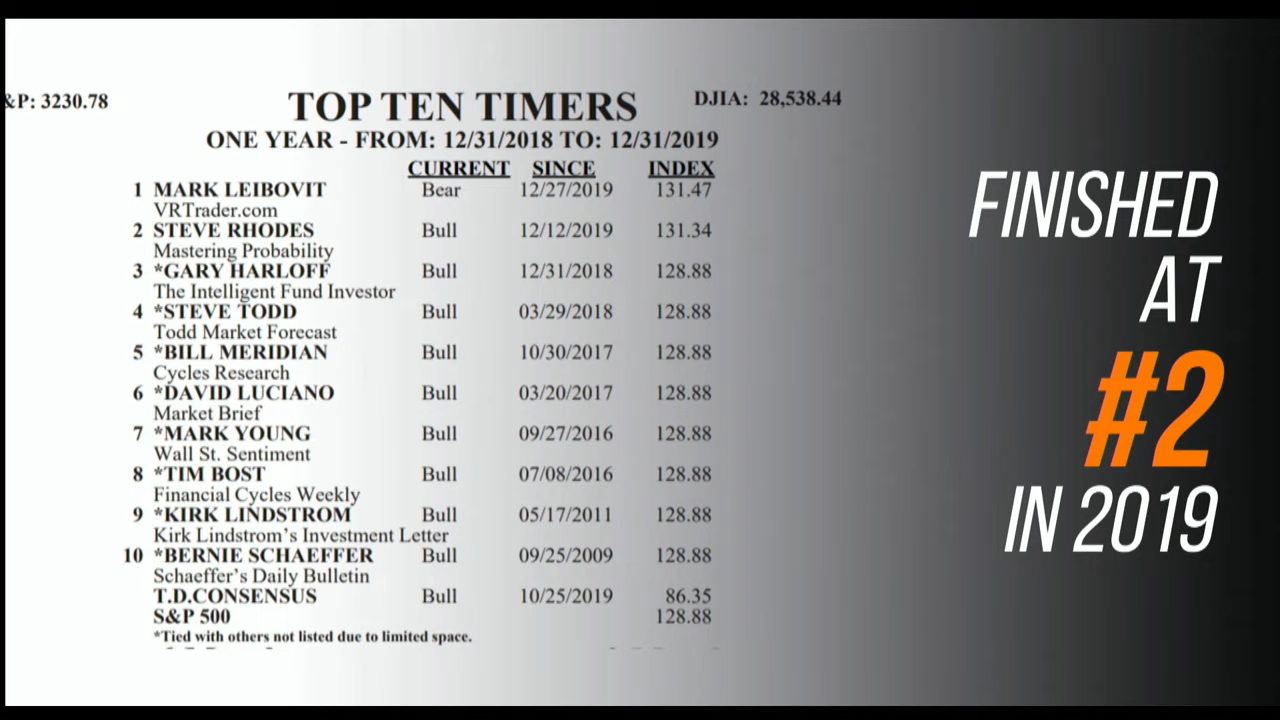 &P: 3230.78
TOP TEN TIMERS
DJIA: 28,538.44
ONE YEAR - FROM: 12/31/2018 TO: 12/31/2019
CURRENT SINCE INDEX
1 MARK LEIBOVIT Bear 12/27/2019 131.47
VRTrader.com
2 STEVE RHODES Bull 12/12/2019 131.34
Mastering Probability
3 *GARY HARLOFF Bull 12/31/2018 128.88
The Intelligent Fund Investor
4 *STEVE TODD Bull 03/29/2018 128.88
Todd Market Forecast
5 *BILL MERIDIAN Bull 10/30/2017 128.88
Cycles Research
6 *DAVID LUCIANO Bull 03/20/2017 128.88
Market Brief
7 *MARK YOUNG Bull 09/27/2016 128.88
Wall St. Sentiment
8 *TIM BOST Bull 07/08/2016 128.88
Financial Cycles Weekly
9 *KIRK LINDSTROM Bull 05/17/2011 128.88
Kirk Lindstrom's Investment Letter
10 *BERNIE SCHAEFFER Bull 09/25/2009 128.88
Schaeffer's Daily Bulletin
T.D.CONSENSUS Bull 10/25/2019 86.35
S&P 500 128.88
*Tied with others not listed due to limited space.
FINISHED
AT
#2
IN 2019